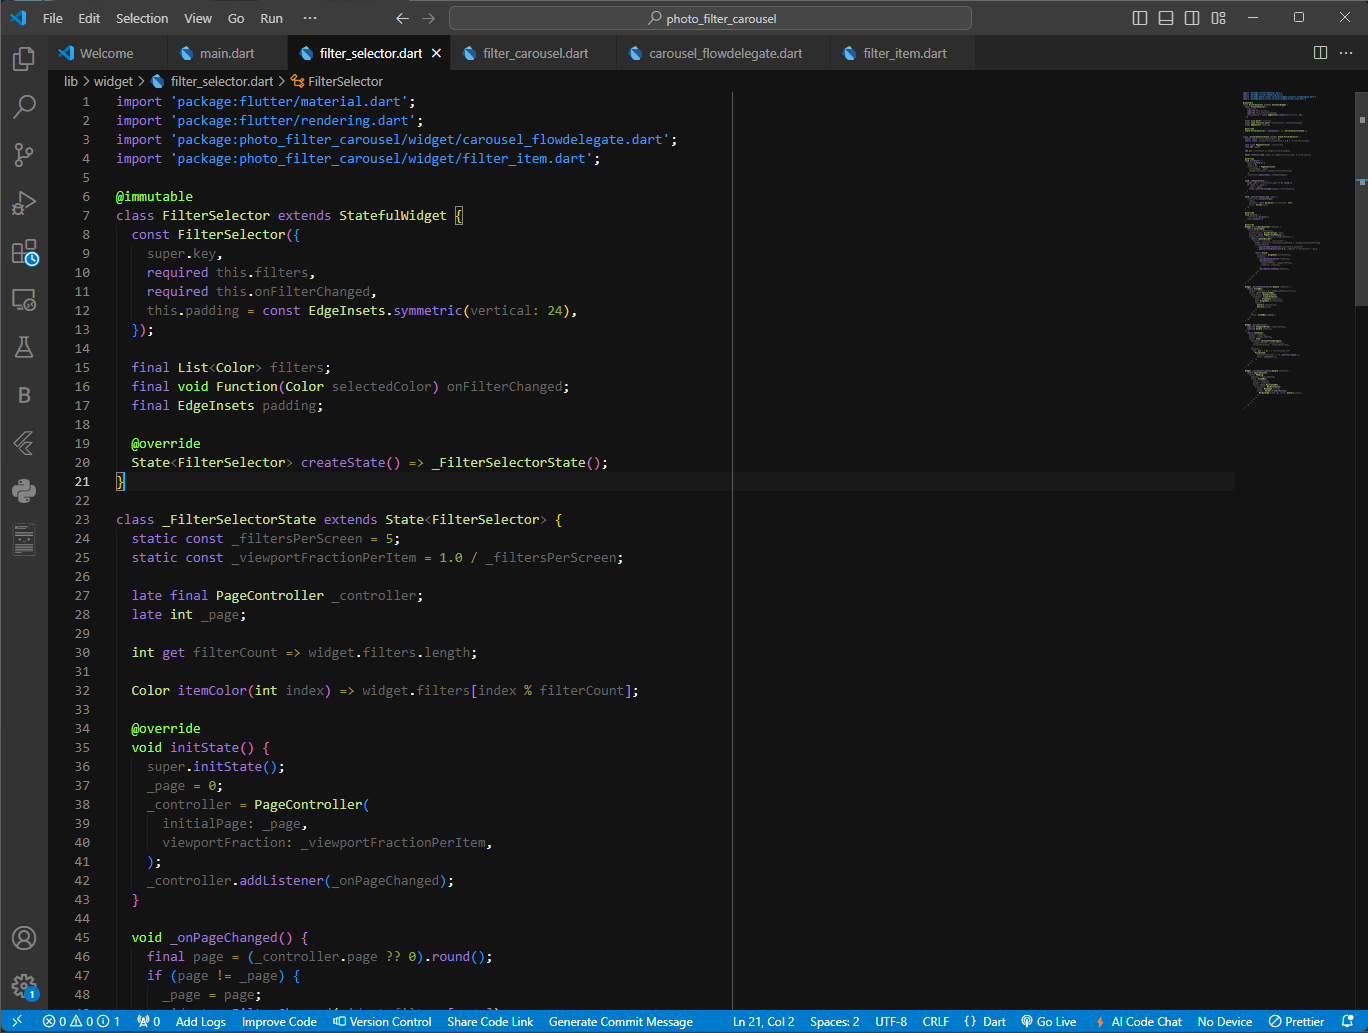 File Edit Selection View Go Run ··· photo_filter_carousel
Welcome main.dart filter_selector.dart filter_carousel.dart carousel_flowdelegate.dart filter_item.dart
lib > widget > filter_selector.dart > FilterSelector
1 import 'package:flutter/material.dart';
2 import 'package:flutter/rendering.dart';
3 import 'package:photo_filter_carousel/widget/carousel_flowdelegate.dart';
4 import 'package:photo_filter_carousel/widget/filter_item.dart';
5
6 @immutable
7 class FilterSelector extends StatefulWidget {
8 const FilterSelector({
9 super.key,
10 required this.filters,
11 required this.onFilterChanged,
12 this.padding = const EdgeInsets.symmetric(vertical: 24),
13 });
14
15 final List<Color> filters;
16 final void Function(Color selectedColor) onFilterChanged;
17 final EdgeInsets padding;
18
19 @override
20 State<FilterSelector> createState() => _FilterSelectorState();
21 }
22
23 class _FilterSelectorState extends State<FilterSelector> {
24 static const _filtersPerScreen = 5;
25 static const _viewportFractionPerItem = 1.0 / _filtersPerScreen;
26
27 late final PageController _controller;
28 late int _page;
29
30 int get filterCount => widget.filters.length;
31
32 Color itemColor(int index) => widget.filters[index % filterCount];
33
34 @override
35 void initState() {
36 super.initState();
37 _page = 0;
38 _controller = PageController(
39 initialPage: _page,
40 viewportFraction: _viewportFractionPerItem,
41 );
42 _controller.addListener(_onPageChanged);
43 }
44
45 void _onPageChanged() {
46 final page = (_controller.page ?? 0).round();
47 if (page != _page) {
48 _page = page;
B
1
0 0 1 0 Add Logs Improve Code Version Control Share Code Link Generate Commit Message Ln 21, Col 2 Spaces: 2 UTF-8 CRLF {} Dart Go Live AI Code Chat No Device Prettier